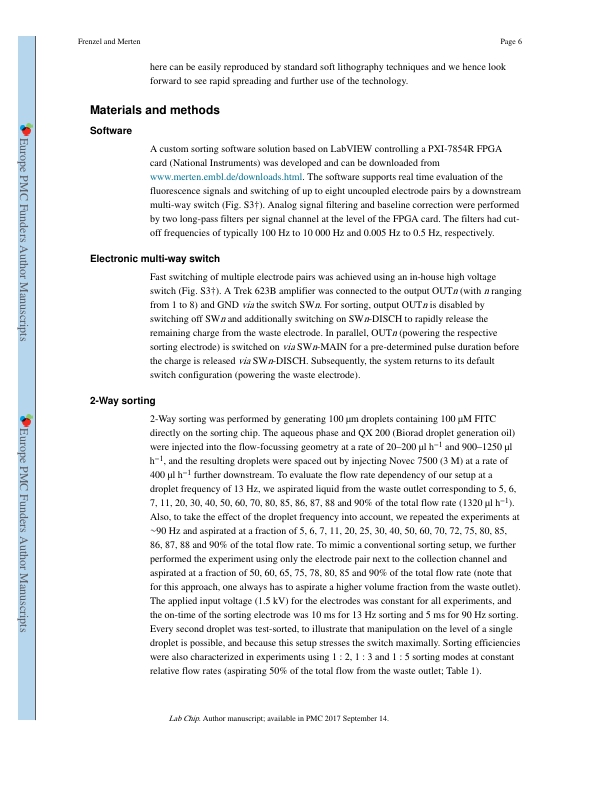 Frenzel and Merten
Page 6
here can be easily reproduced by standard soft lithography techniques and we hence look
forward to see rapid spreading and further use of the technology.
Materials and methods
Software
A custom sorting software solution based on LabVIEW controlling a PXI-7854R FPGA
card (National Instruments) was developed and can be downloaded from
www.merten.embl.de/downloads.html. The software supports real time evaluation of the
fluorescence signals and switching of up to eight uncoupled electrode pairs by a downstream
multi-way switch (Fig. S3†). Analog signal filtering and baseline correction were performed
by two long-pass filters per signal channel at the level of the FPGA card. The filters had cut-
off frequencies of typically 100 Hz to 10 000 Hz and 0.005 Hz to 0.5 Hz, respectively.
Electronic multi-way switch
Fast switching of multiple electrode pairs was achieved using an in-house high voltage
switch (Fig. S3†). A Trek 623B amplifier was connected to the output OUTn (with n ranging
from 1 to 8) and GND via the switch SWn. For sorting, output OUTn is disabled by
switching off SWn and additionally switching on SWn-DISCH to rapidly release the
remaining charge from the waste electrode. In parallel, OUTn (powering the respective
sorting electrode) is switched on via SWn-MAIN for a pre-determined pulse duration before
the charge is released via SWn-DISCH. Subsequently, the system returns to its default
switch configuration (powering the waste electrode).
2-Way sorting
2-Way sorting was performed by generating 100 μm droplets containing 100 μM FITC
directly on the sorting chip. The aqueous phase and QX 200 (Biorad droplet generation oil)
were injected into the flow-focussing geometry at a rate of 20–200 μl h−1 and 900–1250 μl
h−1, and the resulting droplets were spaced out by injecting Novec 7500 (3 M) at a rate of
400 μl h−1 further downstream. To evaluate the flow rate dependency of our setup at a
droplet frequency of 13 Hz, we aspirated liquid from the waste outlet corresponding to 5, 6,
7, 11, 20, 30, 40, 50, 60, 70, 80, 85, 86, 87, 88 and 90% of the total flow rate (1320 μl h−1).
Also, to take the effect of the droplet frequency into account, we repeated the experiments at
~90 Hz and aspirated at a fraction of 5, 6, 7, 11, 20, 25, 30, 40, 50, 60, 70, 72, 75, 80, 85,
86, 87, 88 and 90% of the total flow rate. To mimic a conventional sorting setup, we further
performed the experiment using only the electrode pair next to the collection channel and
aspirated at a fraction of 50, 60, 65, 75, 78, 80, 85 and 90% of the total flow rate (note that
for this approach, one always has to aspirate a higher volume fraction from the waste outlet).
The applied input voltage (1.5 kV) for the electrodes was constant for all experiments, and
the on-time of the sorting electrode was 10 ms for 13 Hz sorting and 5 ms for 90 Hz sorting.
Every second droplet was test-sorted, to illustrate that manipulation on the level of a single
droplet is possible, and because this setup stresses the switch maximally. Sorting efficiencies
were also characterized in experiments using 1 : 2, 1 : 3 and 1 : 5 sorting modes at constant
relative flow rates (aspirating 50% of the total flow from the waste outlet; Table 1).
Lab Chip. Author manuscript; available in PMC 2017 September 14.
Europe PMC Funders Author Manuscripts
Europe PMC Funders Author Manuscripts